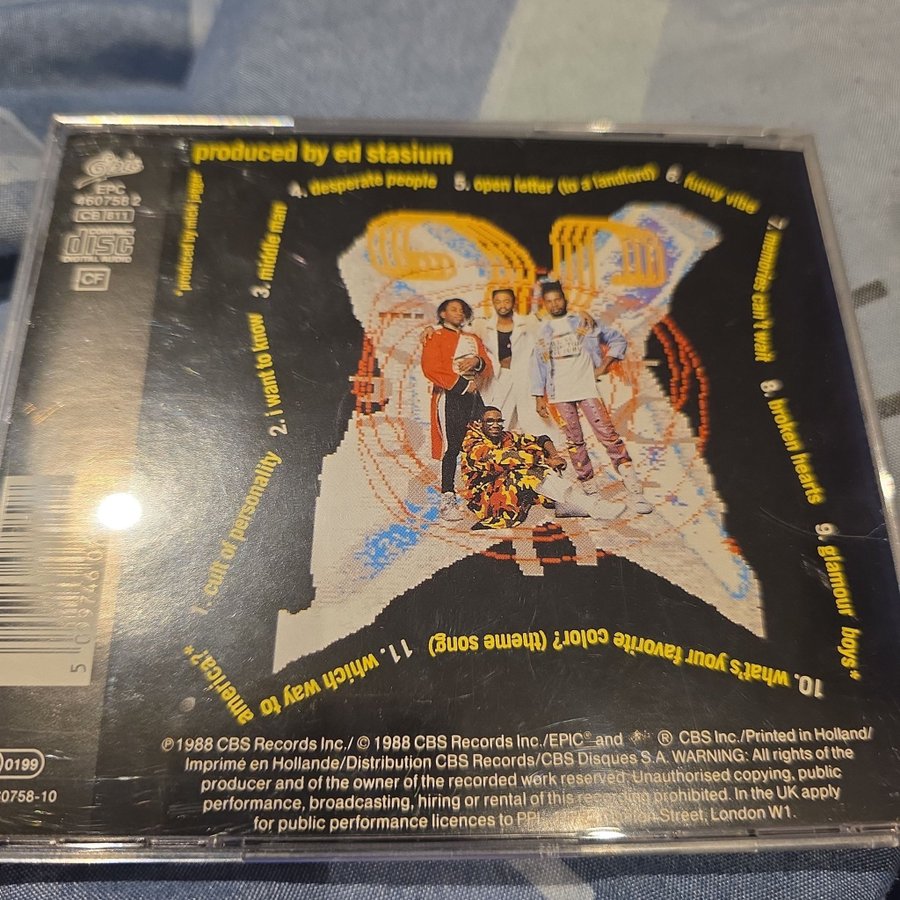 Epic
EPC
460758 2
CB 811
COMPACT
disc
DIGITAL AUDIO
CF
produced by ed stasium
*produced by mick jagger
1. cult of personality
2. i want to know
3. middle man
4. desperate people
5. open letter (to a landlord)
6. funny vibe
7. memories can't wait
8. broken hearts
9. glamour boys*
10. what's your favorite color? (theme song)
11. which way to
america?*
℗ 1988 CBS Records Inc./ © 1988 CBS Records Inc./EPIC® and ® CBS Inc./Printed in Holland/
Imprimé en Hollande/Distribution CBS Records/CBS Disques S.A. WARNING: All rights of the
producer and of the owner of the recorded work reserved. Unauthorised copying, public
performance, broadcasting, hiring or rental of this recording prohibited. In the UK apply
for public performance licences to PPL, Street, London W1.
5
0199
60758-10